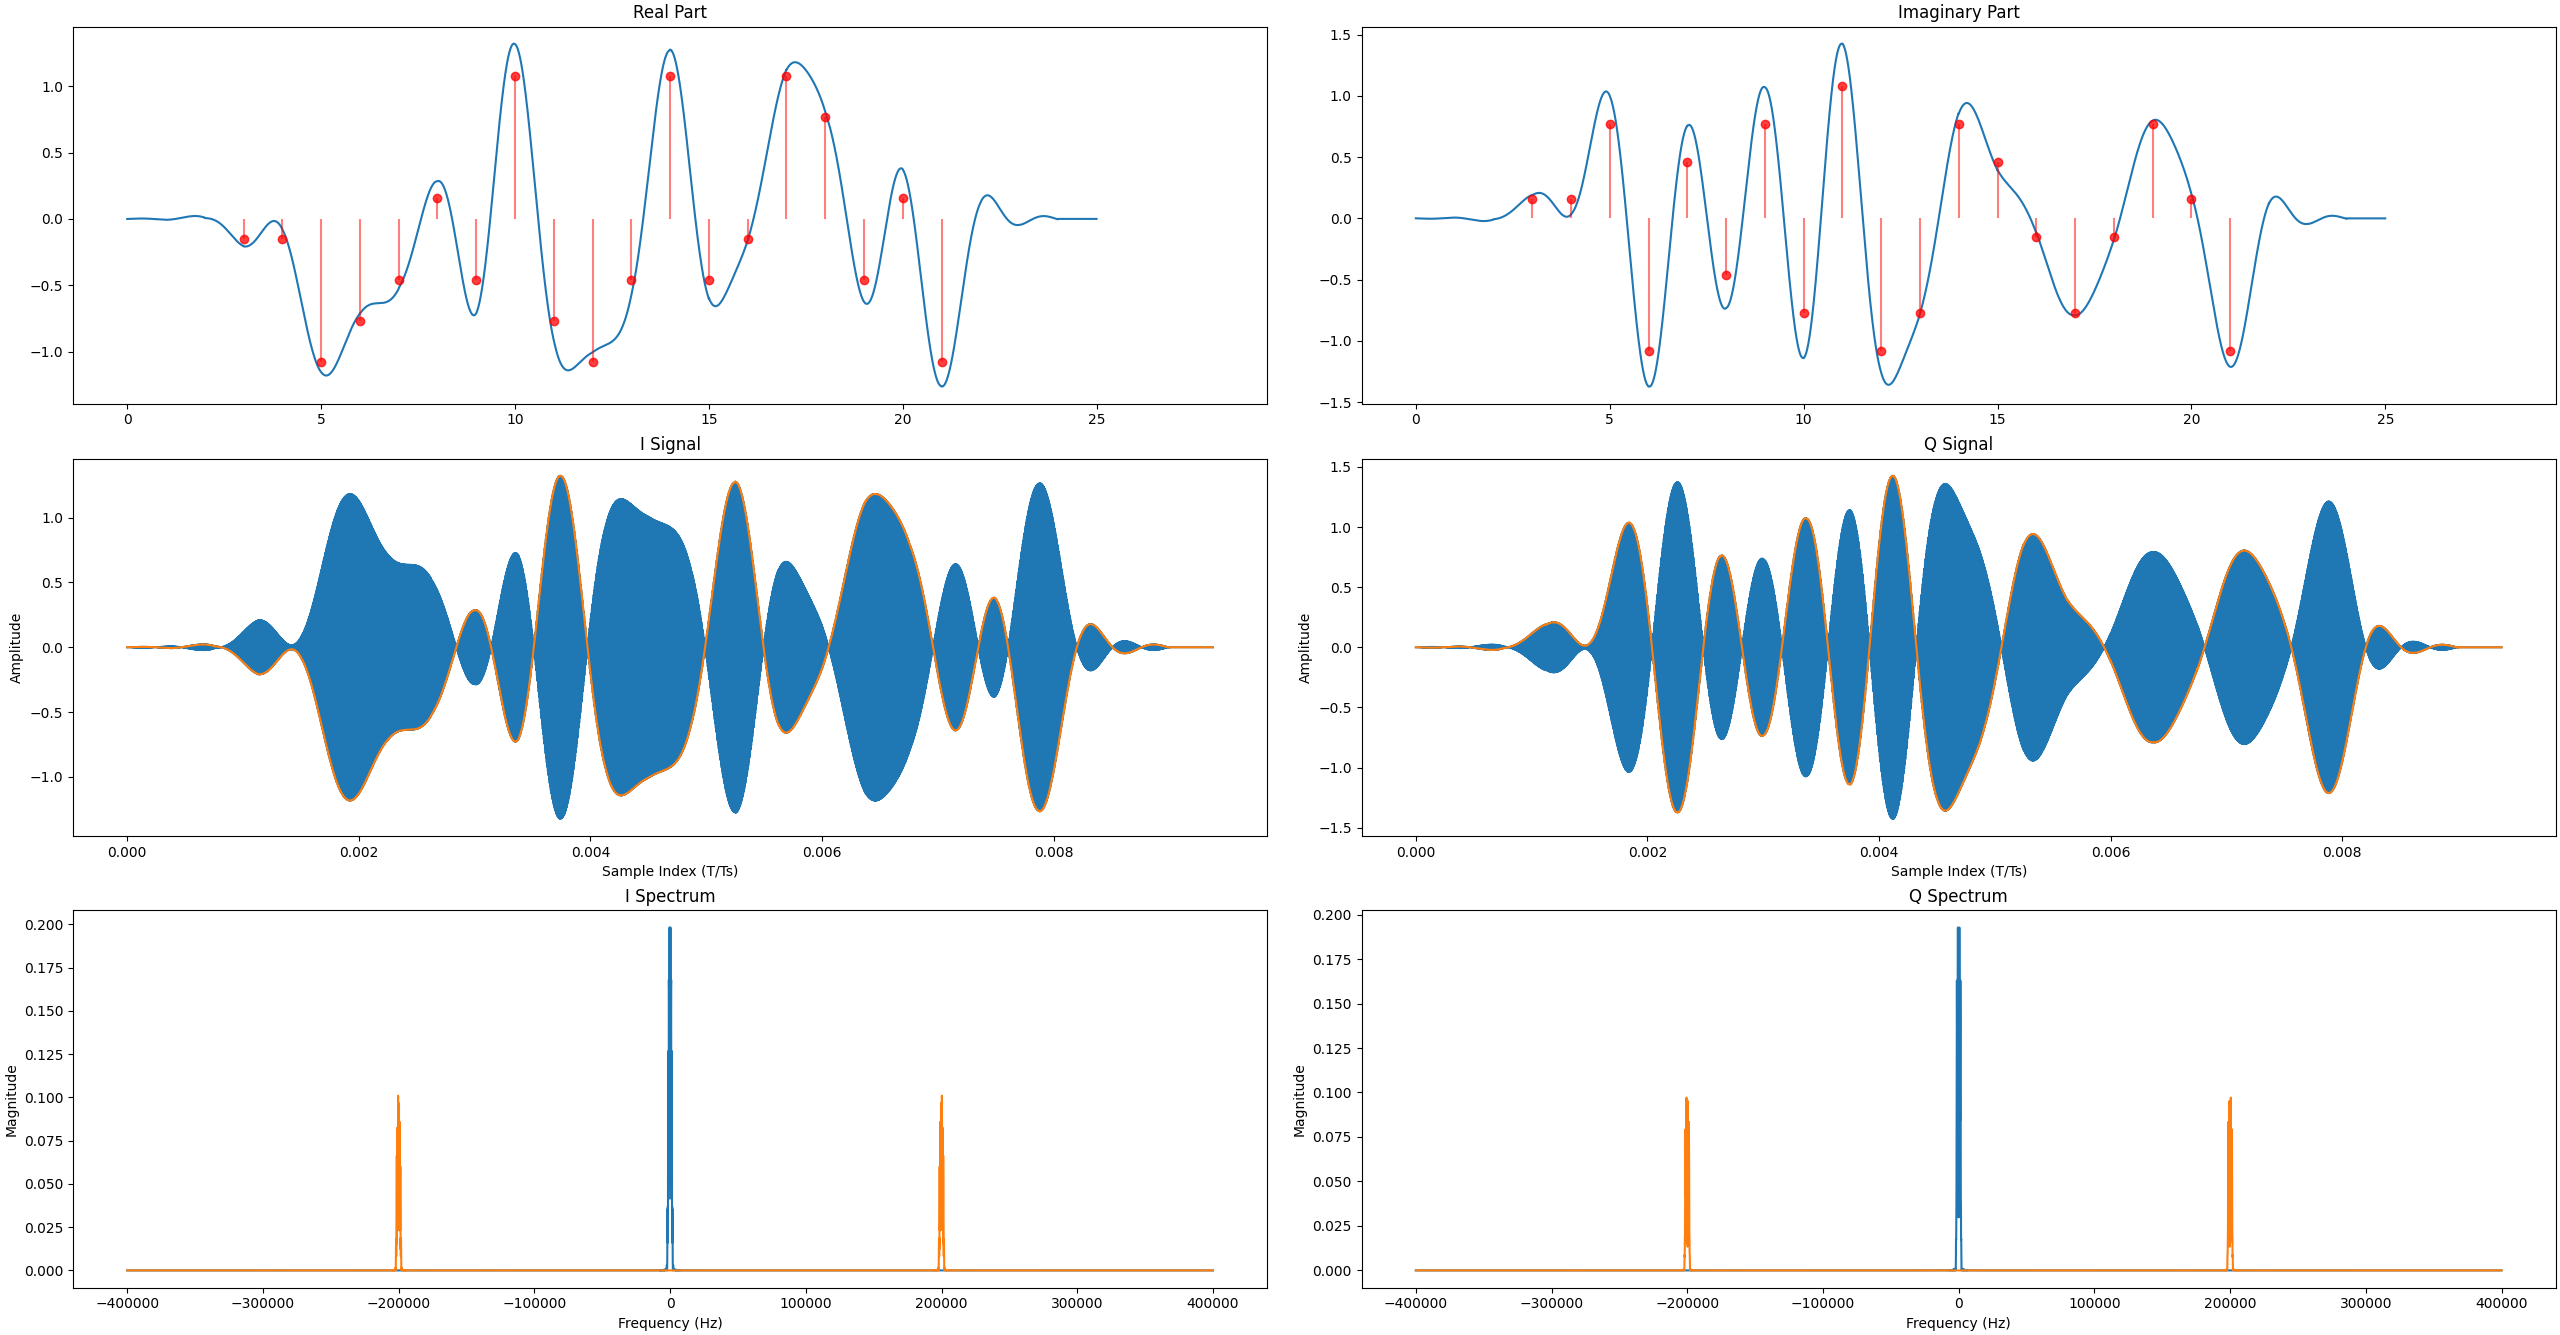 Real Part
1.0
0.5
0.0
−0.5
−1.0
0 5 10 15 20 25
Imaginary Part
1.5
1.0
0.5
0.0
−0.5
−1.0
−1.5
0 5 10 15 20 25
I Signal
Amplitude
1.0
0.5
0.0
−0.5
−1.0
0.000 0.002 0.004 0.006 0.008
Sample Index (T/Ts)
Q Signal
Amplitude
1.5
1.0
0.5
0.0
−0.5
−1.0
−1.5
0.000 0.002 0.004 0.006 0.008
Sample Index (T/Ts)
I Spectrum
Magnitude
0.200
0.175
0.150
0.125
0.100
0.075
0.050
0.025
0.000
−400000 −300000 −200000 −100000 0 100000 200000 300000 400000
Frequency (Hz)
Q Spectrum
Magnitude
0.200
0.175
0.150
0.125
0.100
0.075
0.050
0.025
0.000
−400000 −300000 −200000 −100000 0 100000 200000 300000 400000
Frequency (Hz)